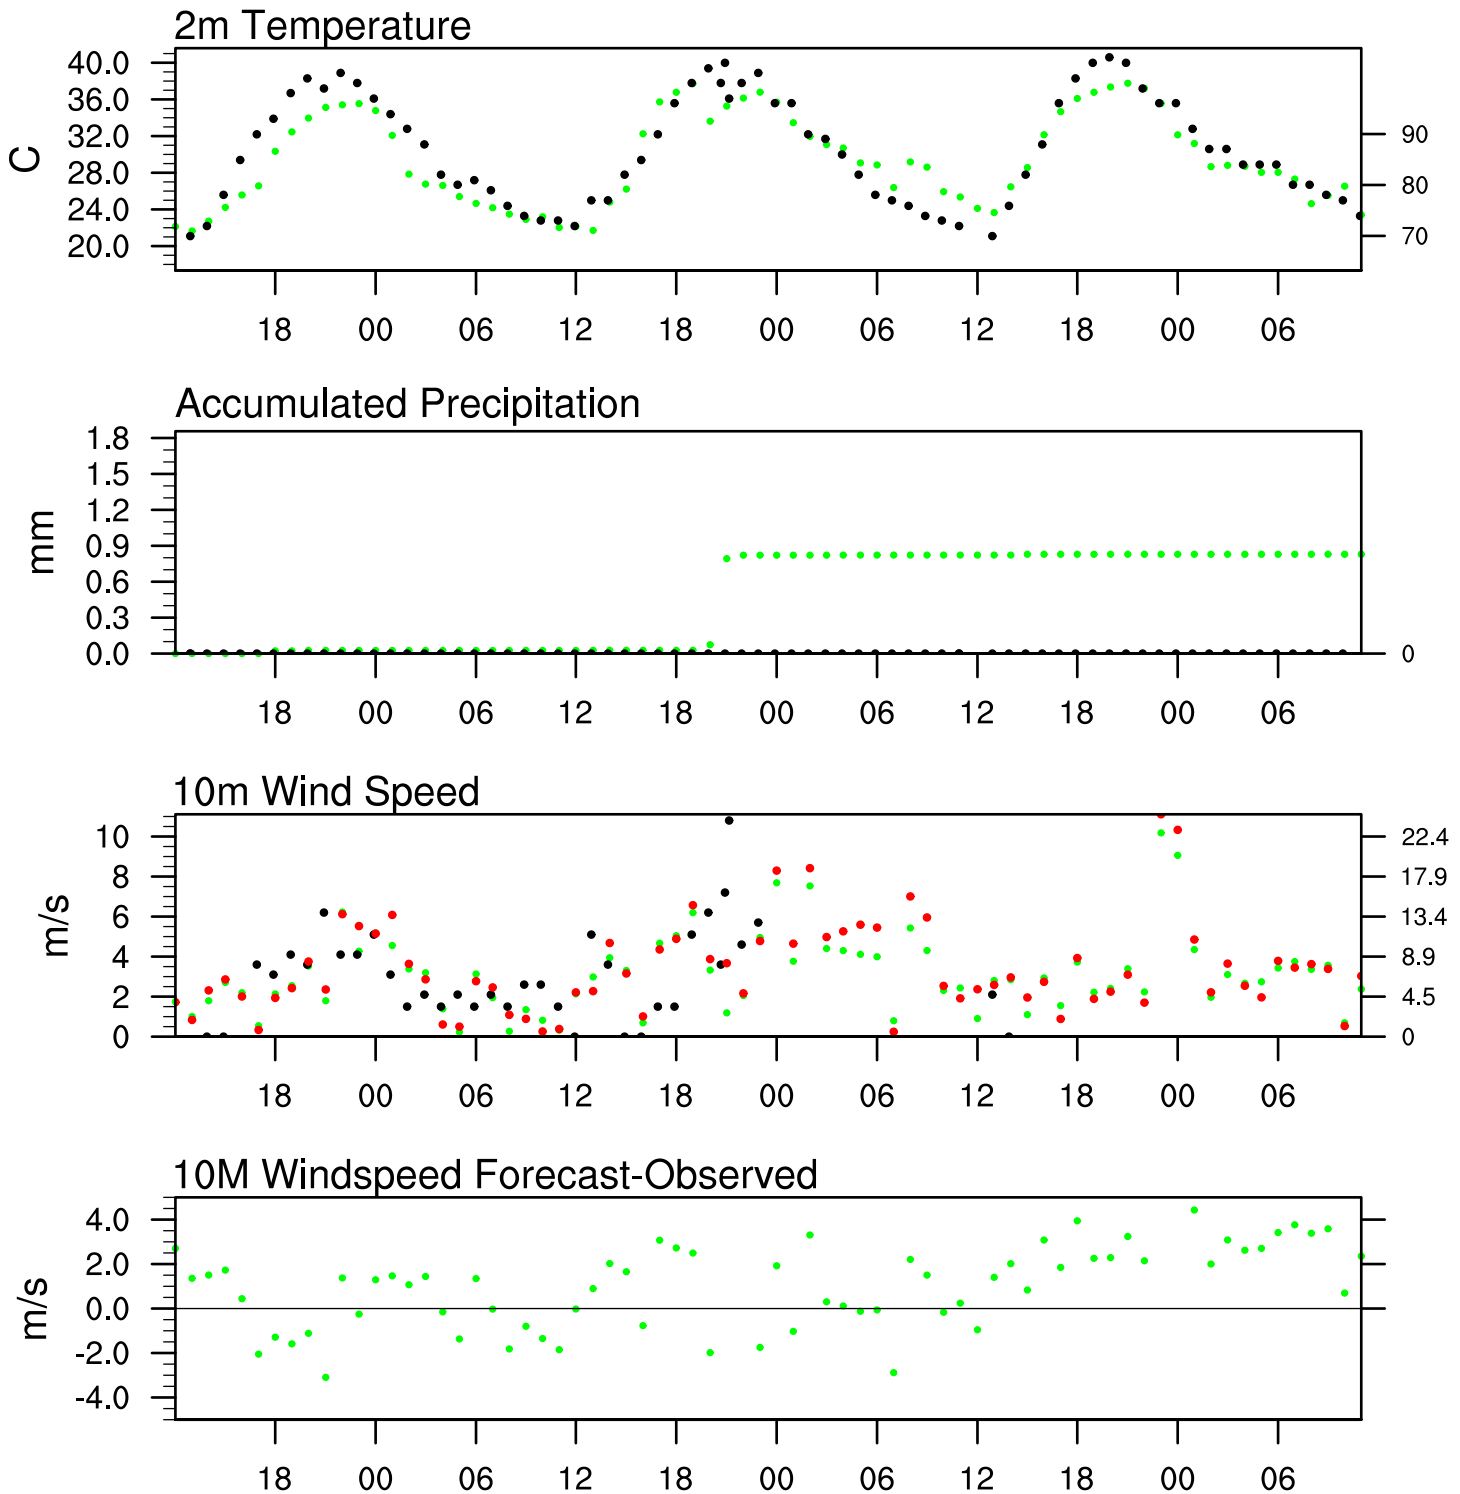 2m Temperature
40.0
36.0
32.0
28.0
24.0
20.0
C
90
80
70
18 00 06 12 18 00 06 12 18 00 06
Accumulated Precipitation
1.8
1.5
1.2
0.9
0.6
0.3
0.0
mm
0
18 00 06 12 18 00 06 12 18 00 06
10m Wind Speed
10
8
6
4
2
0
m/s
22.4
17.9
13.4
8.9
4.5
0
18 00 06 12 18 00 06 12 18 00 06
10M Windspeed Forecast-Observed
4.0
2.0
0.0
-2.0
-4.0
m/s
18 00 06 12 18 00 06 12 18 00 06